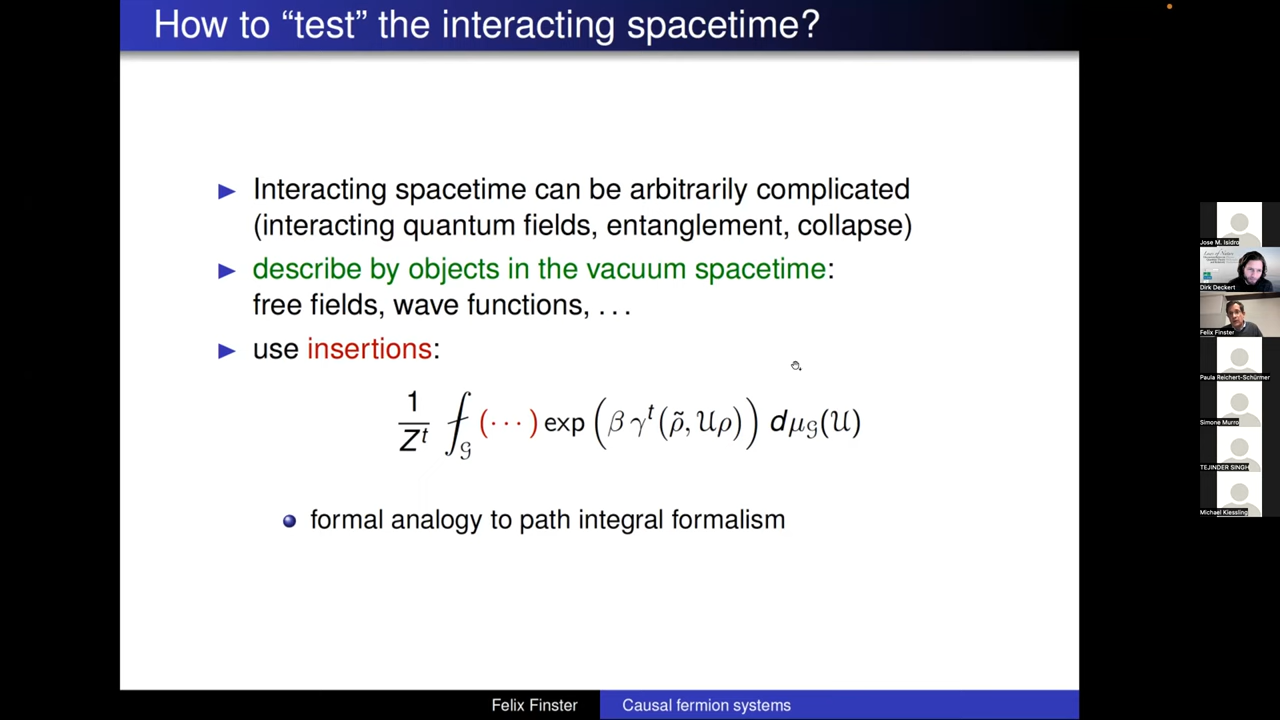 How to “test” the interacting spacetime?
Interacting spacetime can be arbitrarily complicated
(interacting quantum fields, entanglement, collapse)
describe by objects in the vacuum spacetime:
free fields, wave functions, . . .
use insertions:
1/Z^t ⨍_𝒢 (· · ·) exp (β γ^t(ρ̃, 𝒰ρ)) dμ_𝒢(𝒰)
formal analogy to path integral formalism
Felix Finster Causal fermion systems
Jose M. Isidro
Dirk Deckert
Felix Finster
Paula Reichert-Schürmer
Simone Murro
TEJINDER SINGH
Michael Kiessling